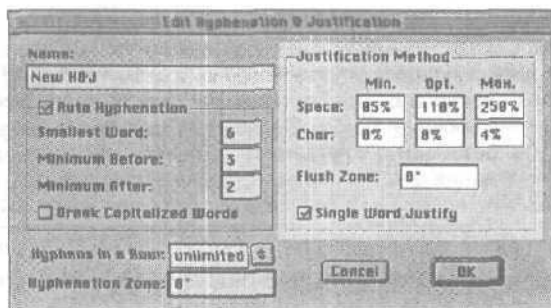 Edit Hyphenation & Justification
Name:
New H&J
Auto Hyphenation
Smallest Word: 6
Minimum Before: 3
Minimum After: 2
Break Capitalized Words
Hyphens in a Row: unlimited
Hyphenation Zone: 0"
Justification Method
Min. Opt. Max.
Space: 85% 110% 250%
Char: 0% 0% 4%
Flush Zone: 0"
Single Word Justify
Cancel OK